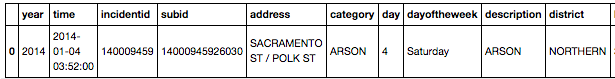 year time incidentid subid address category day dayoftheweek description district
0 2014 2014-01-04 03:52:00 140009459 14000945926030 SACRAMENTO ST / POLK ST ARSON 4 Saturday ARSON NORTHERN